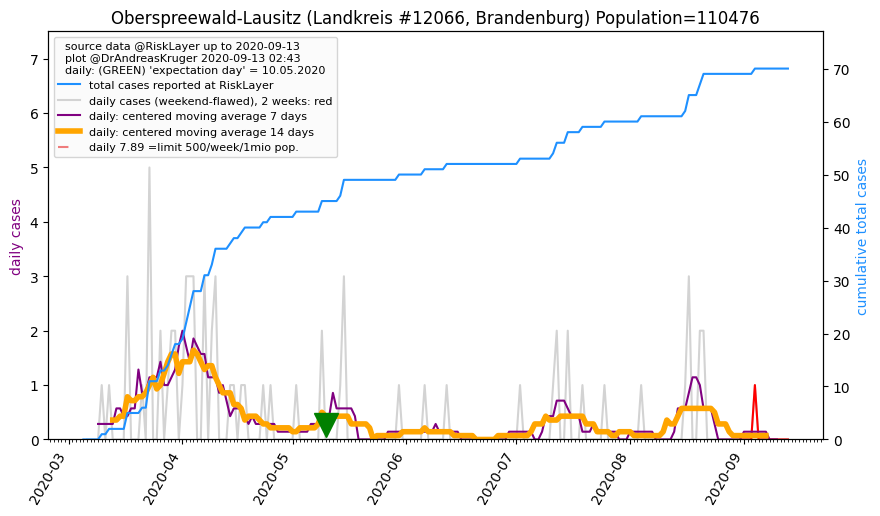 Oberspreewald-Lausitz (Landkreis #12066, Brandenburg) Population=110476
source data @RiskLayer up to 2020-09-13
plot @DrAndreasKruger 2020-09-13 02:43
daily: (GREEN) 'expectation day' = 10.05.2020
total cases reported at RiskLayer
daily cases (weekend-flawed), 2 weeks: red
daily: centered moving average 7 days
daily: centered moving average 14 days
daily 7.89 =limit 500/week/1mio pop.
daily cases
7
6
5
4
3
2
1
0
cumulative total cases
70
60
50
40
30
20
10
0
2020-03
2020-04
2020-05
2020-06
2020-07
2020-08
2020-09